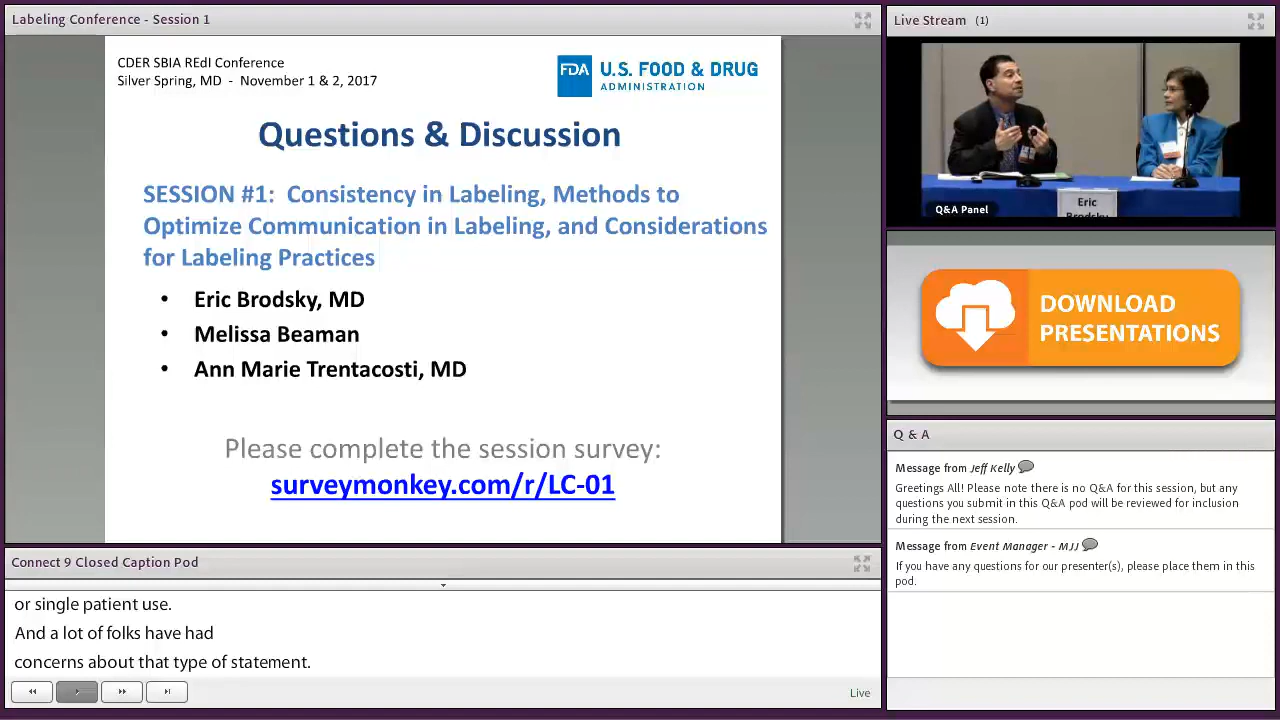 Labeling Conference - Session 1
CDER SBIA REdI Conference
Silver Spring, MD - November 1 & 2, 2017
FDA
U.S. FOOD & DRUG
ADMINISTRATION
Questions & Discussion
SESSION #1: Consistency in Labeling, Methods to
Optimize Communication in Labeling, and Considerations
for Labeling Practices
• Eric Brodsky, MD
• Melissa Beaman
• Ann Marie Trentacosti, MD
Please complete the session survey:
surveymonkey.com/r/LC-01
Connect 9 Closed Caption Pod
or single patient use.
And a lot of folks have had
concerns about that type of statement.
Live
Live Stream (1)
Q&A Panel
Eric
Brodsky
DOWNLOAD
PRESENTATIONS
Q & A
Message from Jeff Kelly
Greetings All! Please note there is no Q&A for this session, but any
questions you submit in this Q&A pod will be reviewed for inclusion
during the next session.
Message from Event Manager - MJJ
If you have any questions for our presenter(s), please place them in this
pod.